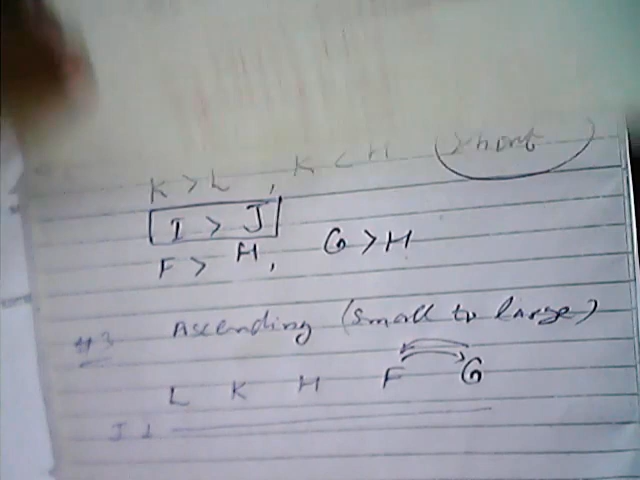 K > L , K < H short
I > J
F > H , G > H
#3 Ascending (small to large)
L K H F G